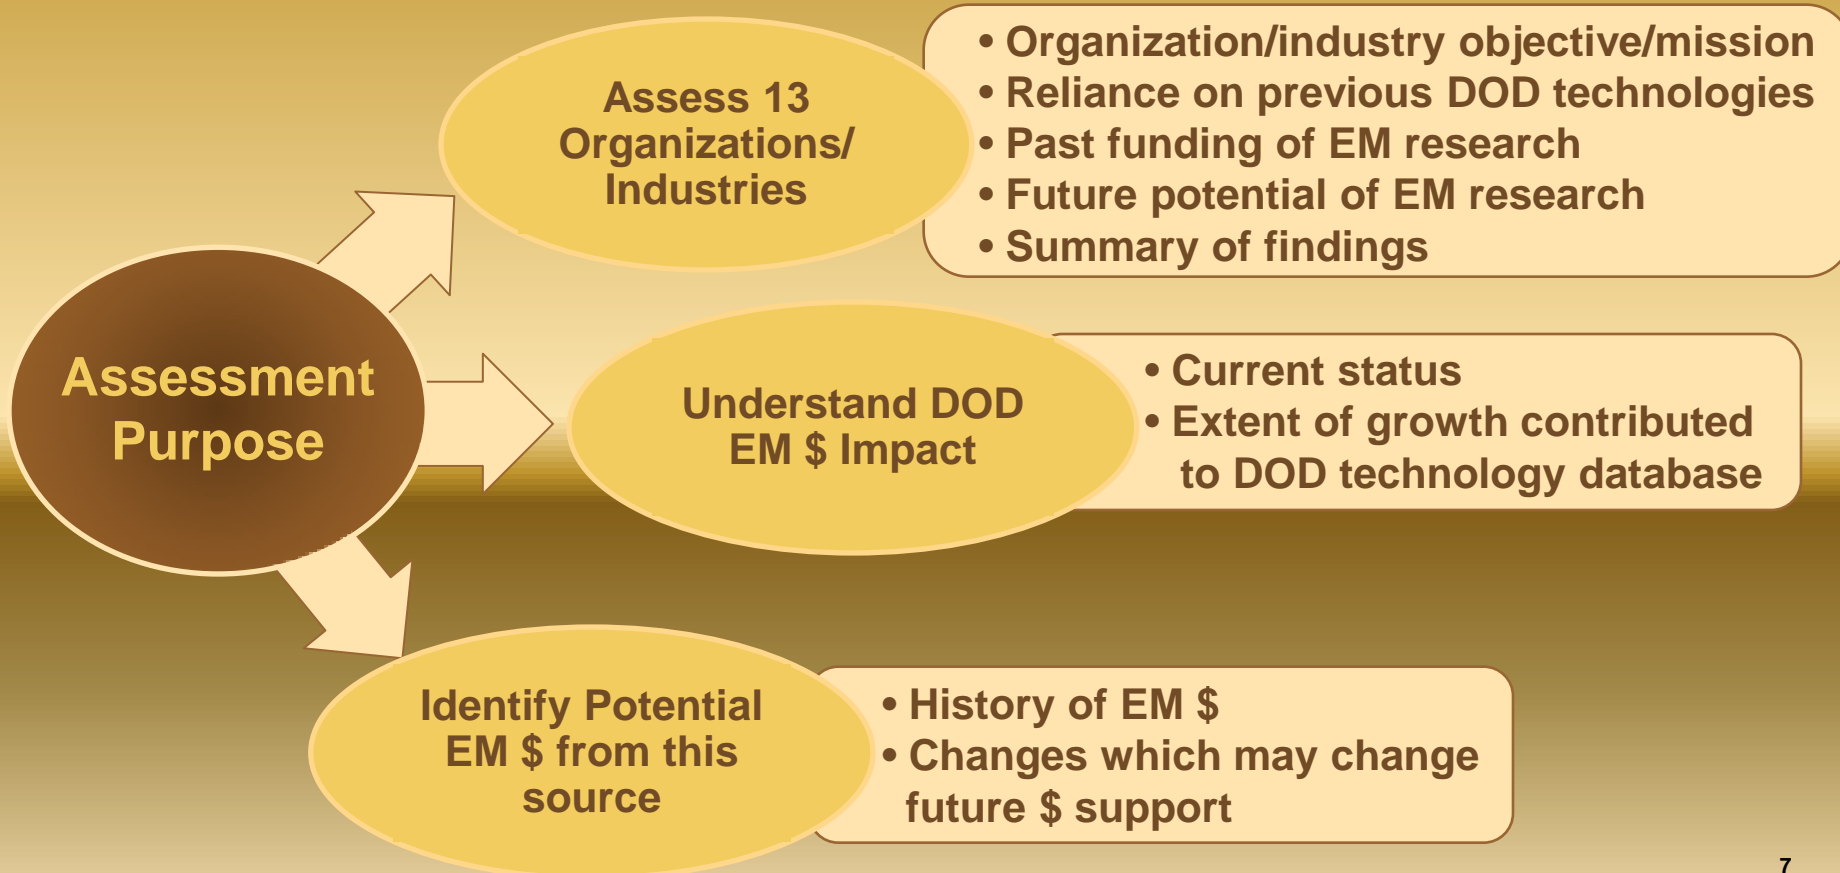 Assessment
Purpose
Assess 13
Organizations/
Industries
• Organization/industry objective/mission
• Reliance on previous DOD technologies
• Past funding of EM research
• Future potential of EM research
• Summary of findings
Understand DOD
EM $ Impact
• Current status
• Extent of growth contributed
to DOD technology database
Identify Potential
EM $ from this
source
• History of EM $
• Changes which may change
future $ support
7